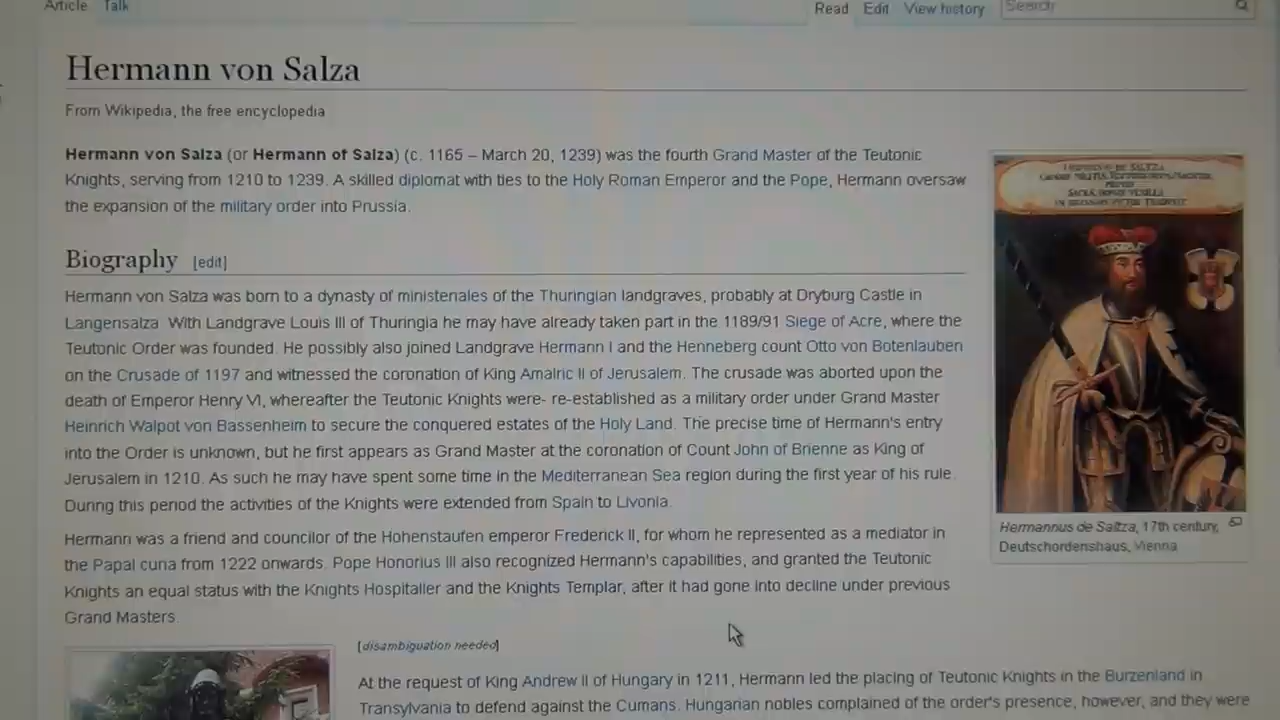 Article Talk
Read Edit View history Search
Hermann von Salza
From Wikipedia, the free encyclopedia
Hermann von Salza (or Hermann of Salza) (c. 1165 – March 20, 1239) was the fourth Grand Master of the Teutonic
Knights, serving from 1210 to 1239. A skilled diplomat with ties to the Holy Roman Emperor and the Pope, Hermann oversaw
the expansion of the military order into Prussia.
Biography [edit]
Hermann von Salza was born to a dynasty of ministeriales of the Thuringian landgraves, probably at Dryburg Castle in
Langensalza. With Landgrave Louis III of Thuringia he may have already taken part in the 1189/91 Siege of Acre, where the
Teutonic Order was founded. He possibly also joined Landgrave Hermann I and the Henneberg count Otto von Botenlauben
on the Crusade of 1197 and witnessed the coronation of King Amalric II of Jerusalem. The crusade was aborted upon the
death of Emperor Henry VI, whereafter the Teutonic Knights were- re-established as a military order under Grand Master
Heinrich Walpot von Bassenheim to secure the conquered estates of the Holy Land. The precise time of Hermann's entry
into the Order is unknown, but he first appears as Grand Master at the coronation of Count John of Brienne as King of
Jerusalem in 1210. As such he may have spent some time in the Mediterranean Sea region during the first year of his rule.
During this period the activities of the Knights were extended from Spain to Livonia.
Hermann was a friend and councilor of the Hohenstaufen emperor Frederick II, for whom he represented as a mediator in
the Papal curia from 1222 onwards. Pope Honorius III also recognized Hermann's capabilities, and granted the Teutonic
Knights an equal status with the Knights Hospitaller and the Knights Templar, after it had gone into decline under previous
Grand Masters.
Hermannus de Saltza, 17th century,
Deutschordenshaus, Vienna
[disambiguation needed]
At the request of King Andrew II of Hungary in 1211, Hermann led the placing of Teutonic Knights in the Burzenland in
Transylvania to defend against the Cumans. Hungarian nobles complained of the order's presence, however, and they were